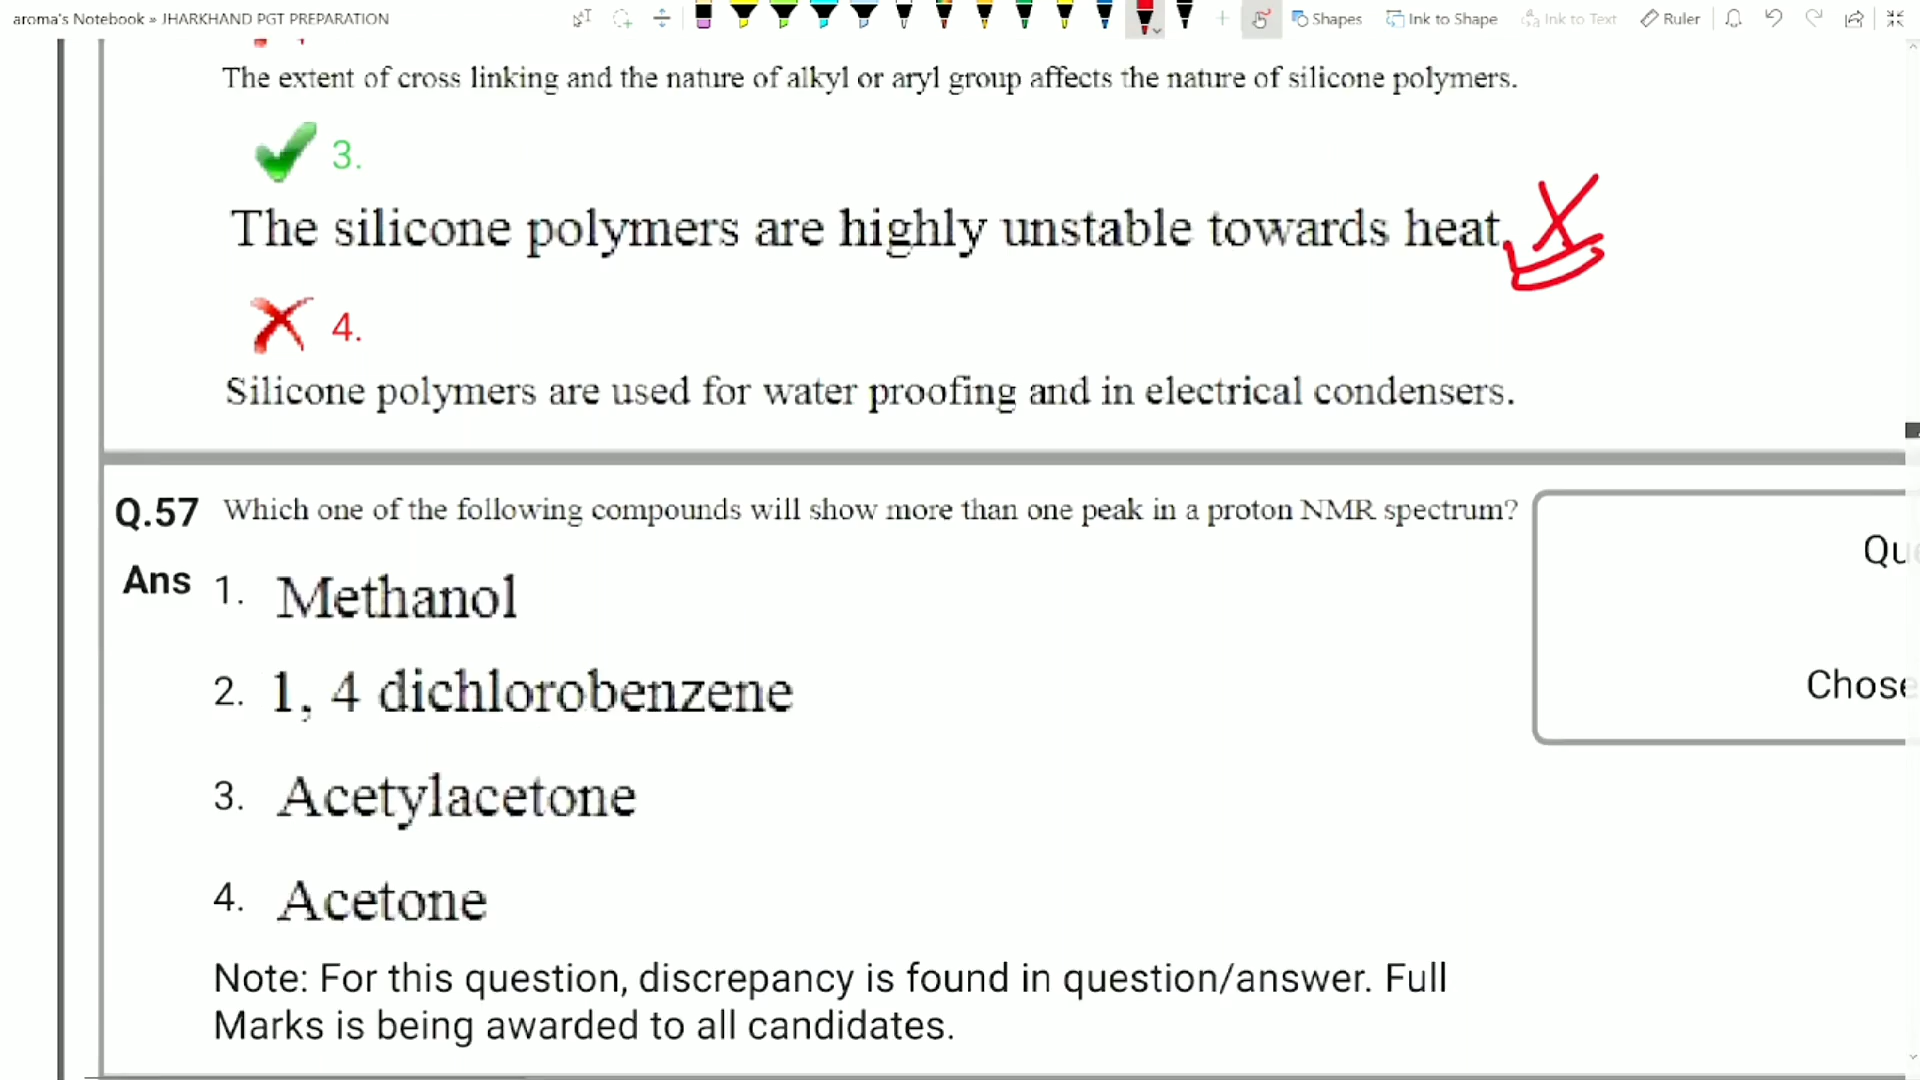 aroma's Notebook » JHARKHAND PGT PREPARATION
Shapes Ink to Shape Ink to Text Ruler
The extent of cross linking and the nature of alkyl or aryl group affects the nature of silicone polymers.
3.
The silicone polymers are highly unstable towards heat.
4.
Silicone polymers are used for water proofing and in electrical condensers.
Q.57 Which one of the following compounds will show more than one peak in a proton NMR spectrum?
Que
Ans 1. Methanol
2. 1, 4 dichlorobenzene
Chose
3. Acetylacetone
4. Acetone
Note: For this question, discrepancy is found in question/answer. Full
Marks is being awarded to all candidates.